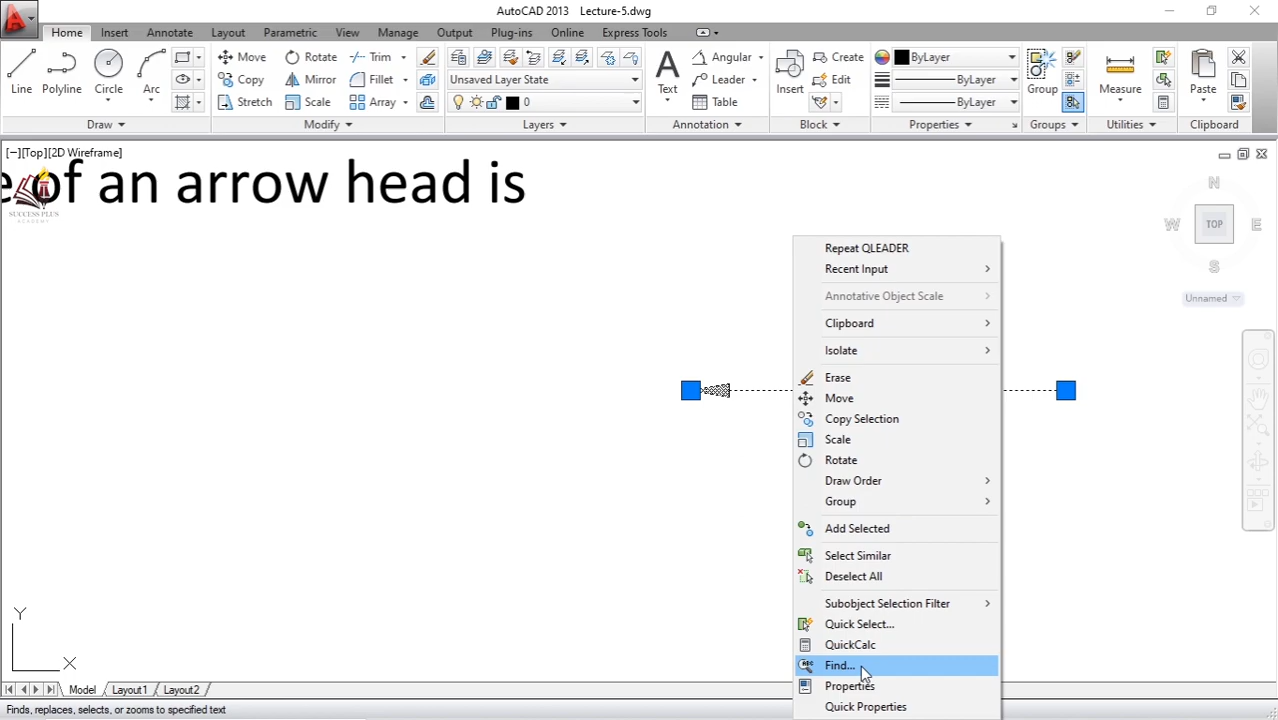 AutoCAD 2013 Lecture-5.dwg
Home Insert Annotate Layout Parametric View Manage Output Plug-ins Online Express Tools
Line Polyline Circle Arc
Move Rotate Trim
Copy Mirror Fillet
Stretch Scale Array
Unsaved Layer State
0
Text
Angular
Leader
Table
Insert
Create
Edit
ByLayer
ByLayer
ByLayer
Group
Measure
Paste
Draw Modify Layers Annotation Block Properties Groups Utilities Clipboard
[−][Top][2D Wireframe]
e of an arrow head is
SUCCESS PLUS
ACADEMY
N
W TOP E
S
Unnamed
Repeat QLEADER
Recent Input
Annotative Object Scale
Clipboard
Isolate
Erase
Move
Copy Selection
Scale
Rotate
Draw Order
Group
Add Selected
Select Similar
Deselect All
Subobject Selection Filter
Quick Select...
QuickCalc
ABC Find...
Properties
Quick Properties
Y
X
Model Layout1 Layout2
Finds, replaces, selects, or zooms to specified text